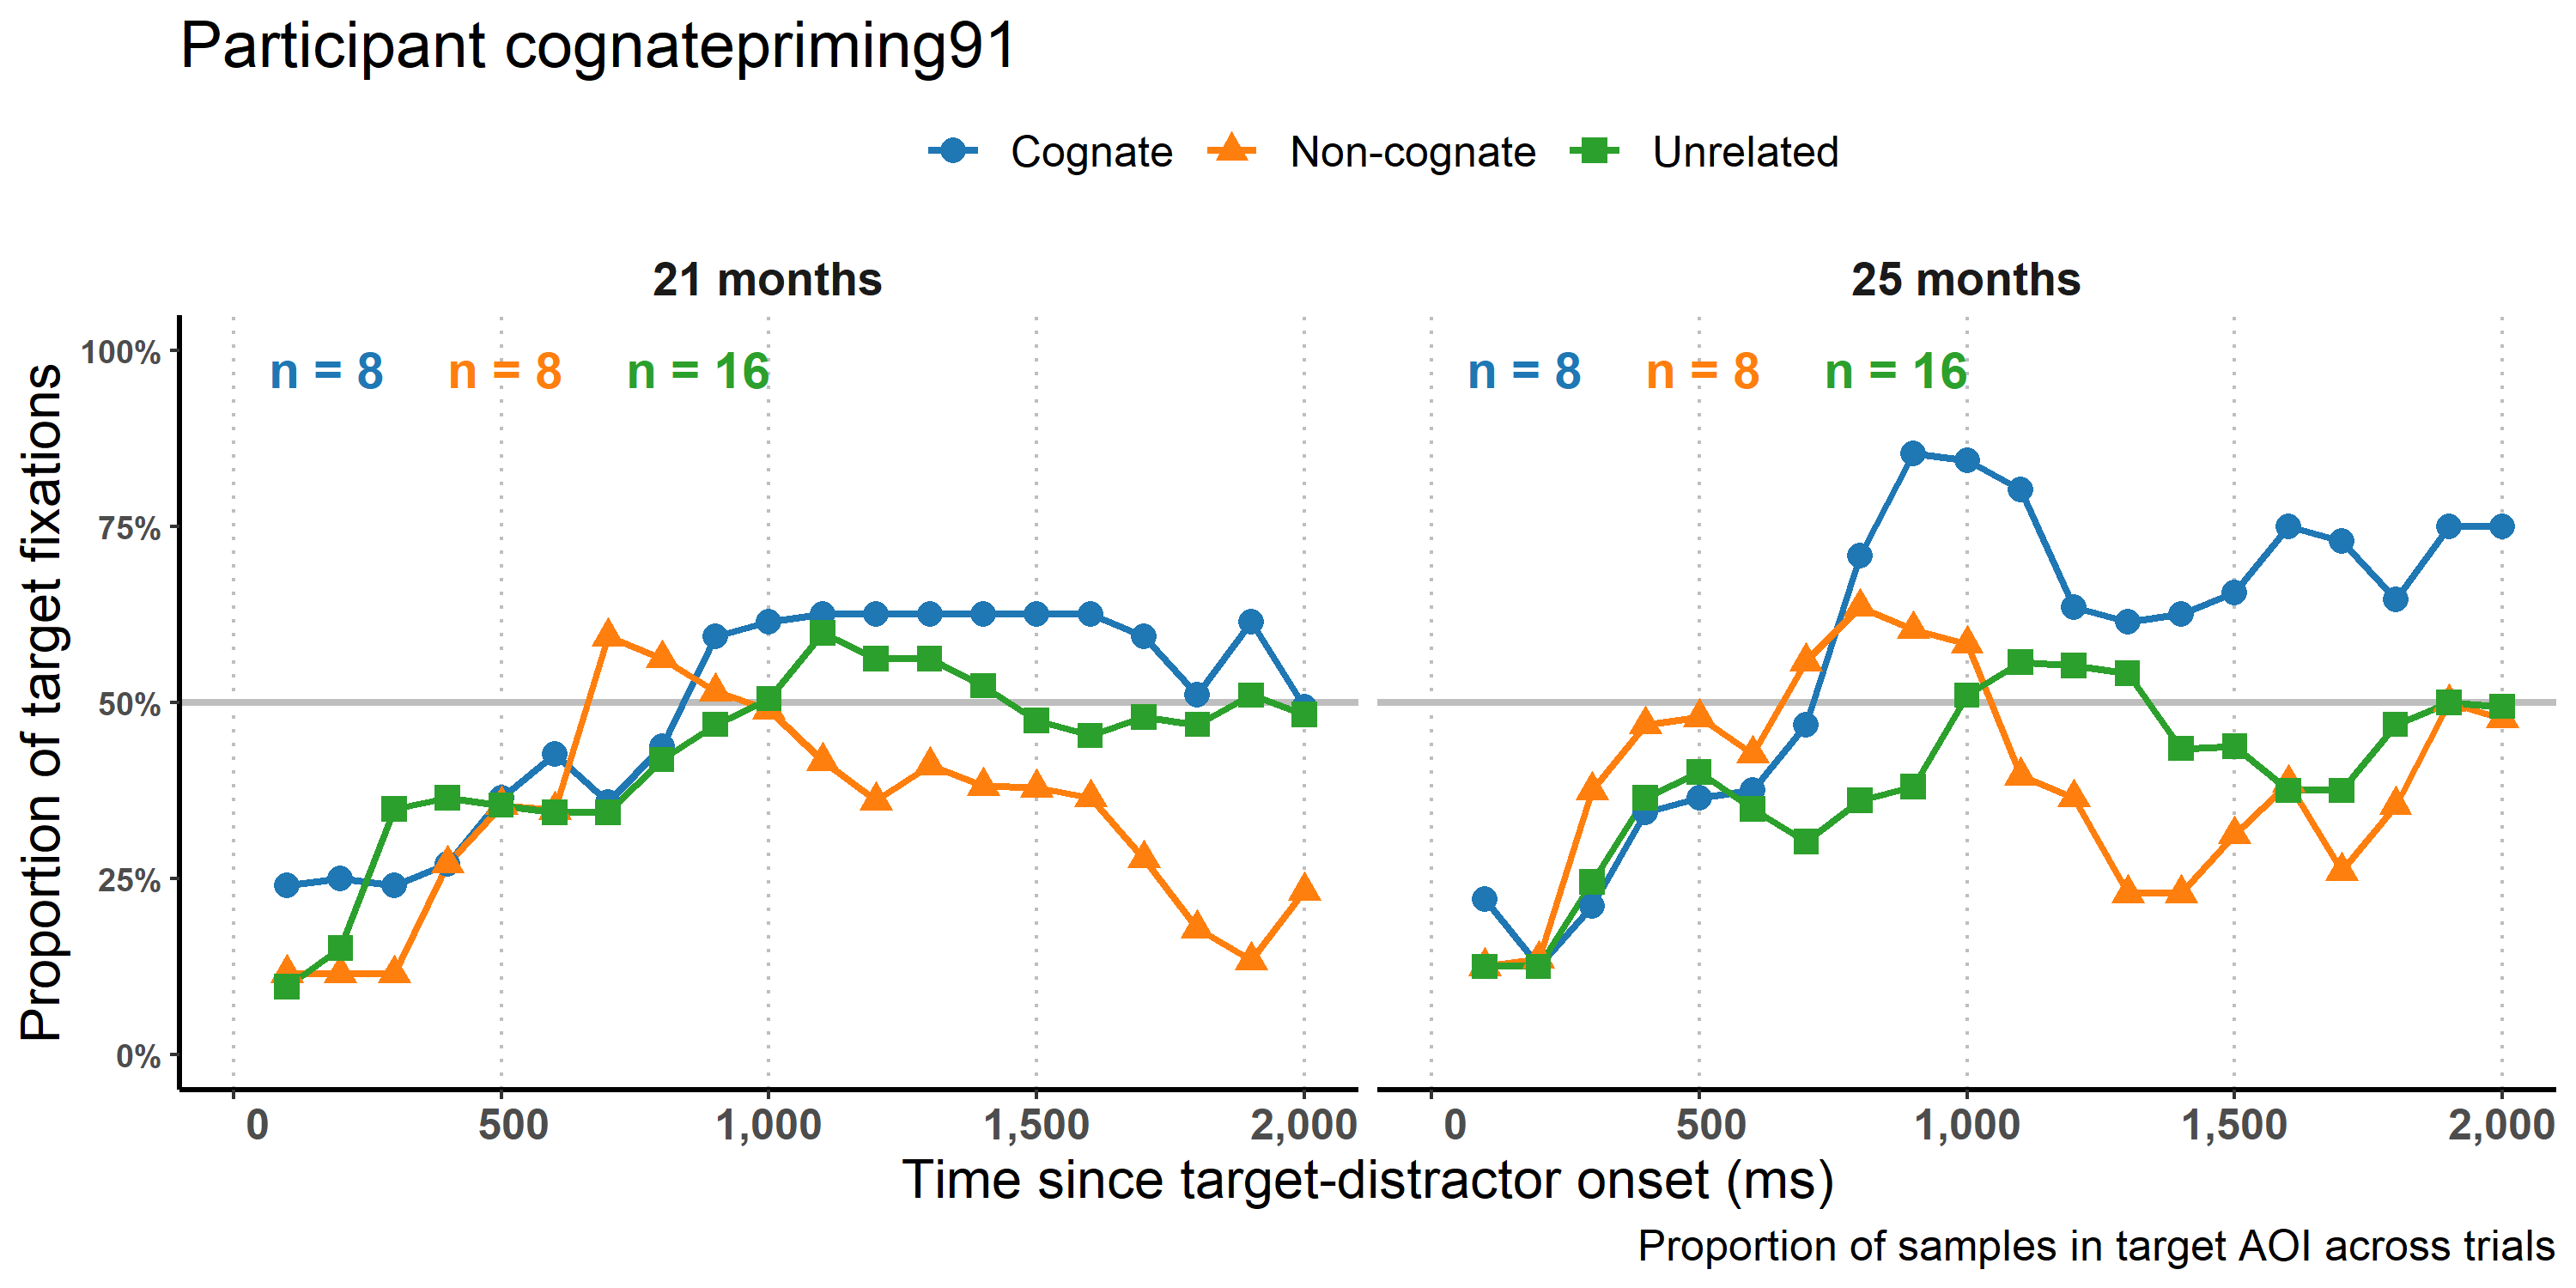 Participant cognatepriming91
Cognate Non-cognate Unrelated
21 months 25 months
n = 8 n = 8 n = 16 n = 8 n = 8 n = 16
Proportion of target fixations
100%
75%
50%
25%
0%
0 500 1,000 1,500 2,000 0 500 1,000 1,500 2,000
Time since target-distractor onset (ms)
Proportion of samples in target AOI across trials